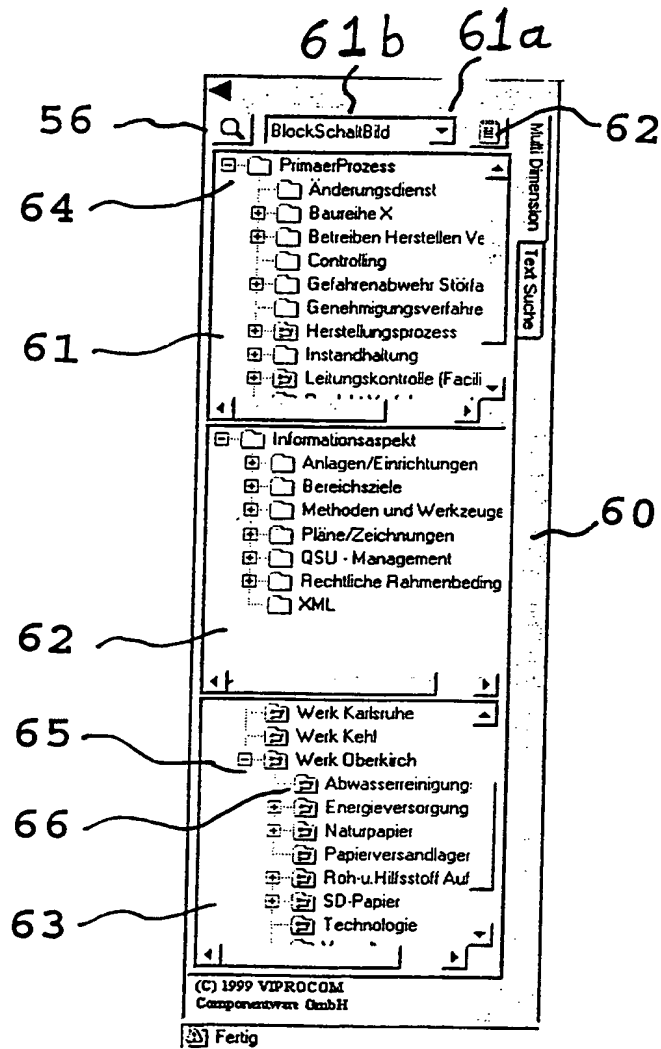 61b 61a
56 BlockSchaltBild 62
Multi Dimension
Text Suche
PrimaerProzess
64
Änderungsdienst
Baureihe X
Betreiben Herstellen Ve
Controlling
Gefahrenabwehr Störfa
Genehmigungsverfahre
61 Herstellungsprozess
Instandhaltung
Leitungskontrolle (Facili
Informationsaspekt
Anlagen/Einrichtungen
Bereichsziele
Methoden und Werkzeuge
60
Pläne/Zeichnungen
QSU - Management
Rechtliche Rahmenbeding
XML
62
Werk Karlsruhe
65 Werk Kehl
Werk Oberkirch
Abwasserreinigung:
66 Energieversorgung
Naturpapier
Papierversandlager
Roh-u.Hilfsstoff Auf
63 SD-Papier
Technologie
(C) 1999 VIPROCOM
Componentware GmbH
Fertig